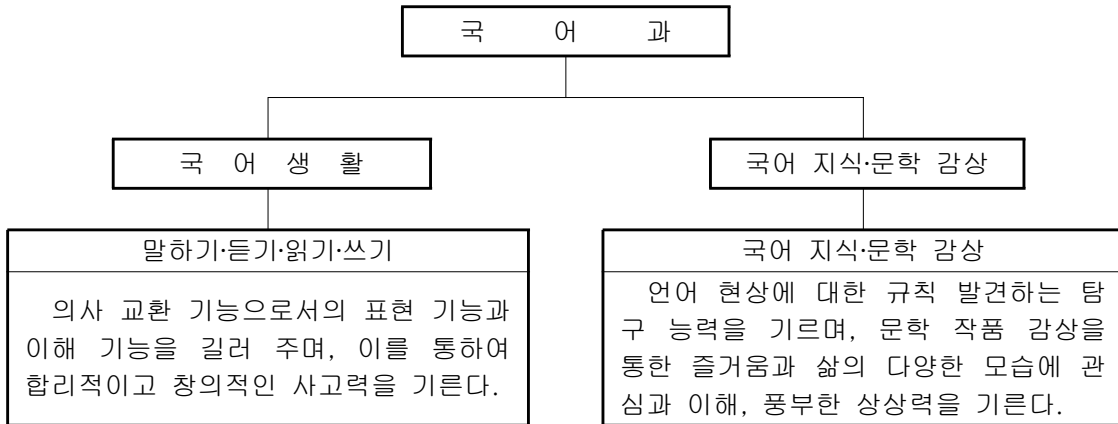 국 어 과
국 어 생 활
국어 지식·문학 감상
말하기·듣기·읽기·쓰기
의사 교환 기능으로서의 표현 기능과
이해 기능을 길러 주며, 이를 통하여
합리적이고 창의적인 사고력을 기른다.
국어 지식·문학 감상
언어 현상에 대한 규칙 발견하는 탐
구 능력을 기르며, 문학 작품 감상을
통한 즐거움과 삶의 다양한 모습에 관
심과 이해, 풍부한 상상력을 기른다.